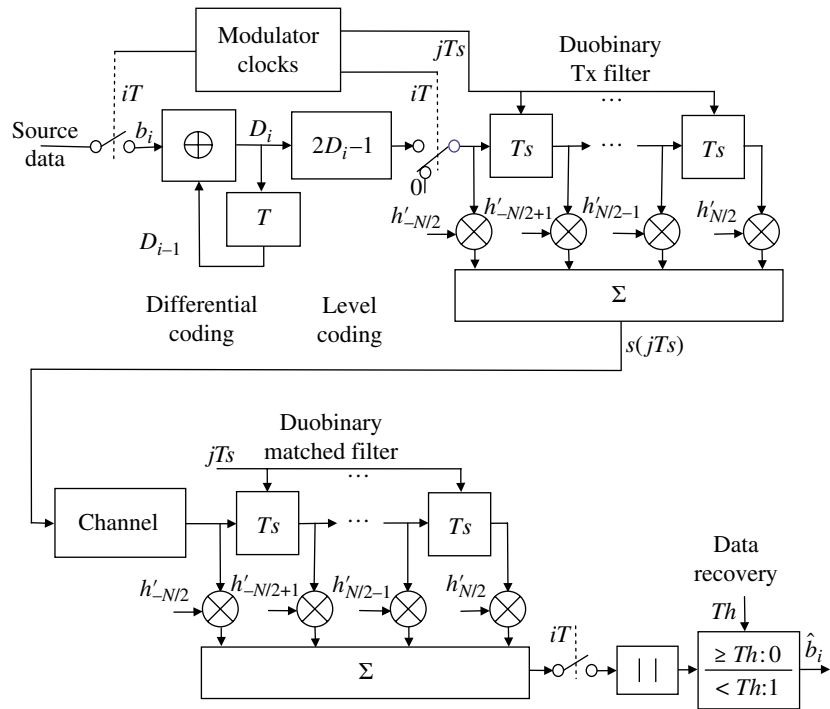 Modulator
clocks
jTs
Duobinary
Tx filter
...
iT
iT
Source
data
b_i
⊕
D_i
2D_i–1
0
Ts
...
Ts
T
D_{i–1}
h′_{–N/2}
h′_{–N/2+1}
h′_{N/2–1}
h′_{N/2}
Σ
Differential
coding
Level
coding
s(jTs)
Duobinary
matched filter
jTs
...
Channel
Ts
...
Ts
h′_{–N/2}
h′_{–N/2+1}
h′_{N/2–1}
h′_{N/2}
Σ
iT
| |
Data
recovery
Th
≥ Th:0
< Th:1
b̂_i